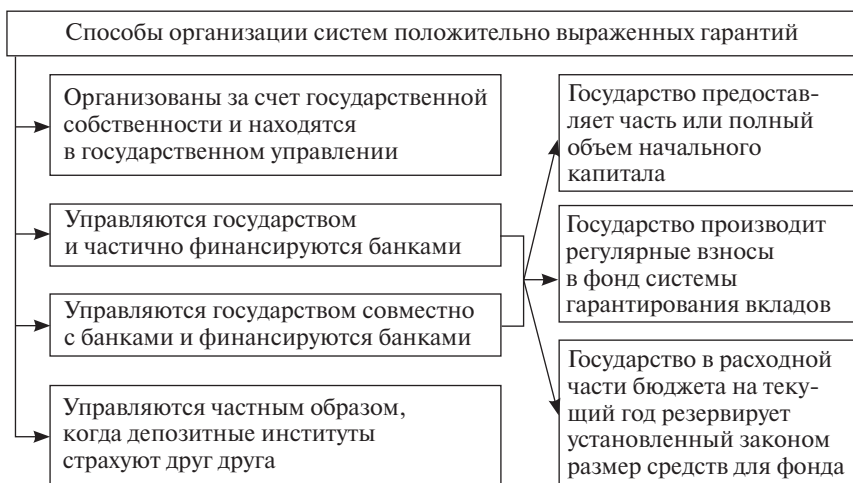 Способы организации систем положительно выраженных гарантий
Организованы за счет государственной
собственности и находятся
в государственном управлении
Управляются государством
и частично финансируются банками
Управляются государством совместно
с банками и финансируются банками
Управляются частным образом,
когда депозитные институты
страхуют друг друга
Государство предостав-
ляет часть или полный
объем начального
капитала
Государство производит
регулярные взносы
в фонд системы
гарантирования вкладов
Государство в расходной
части бюджета на теку-
щий год резервирует
установленный законом
размер средств для фонда